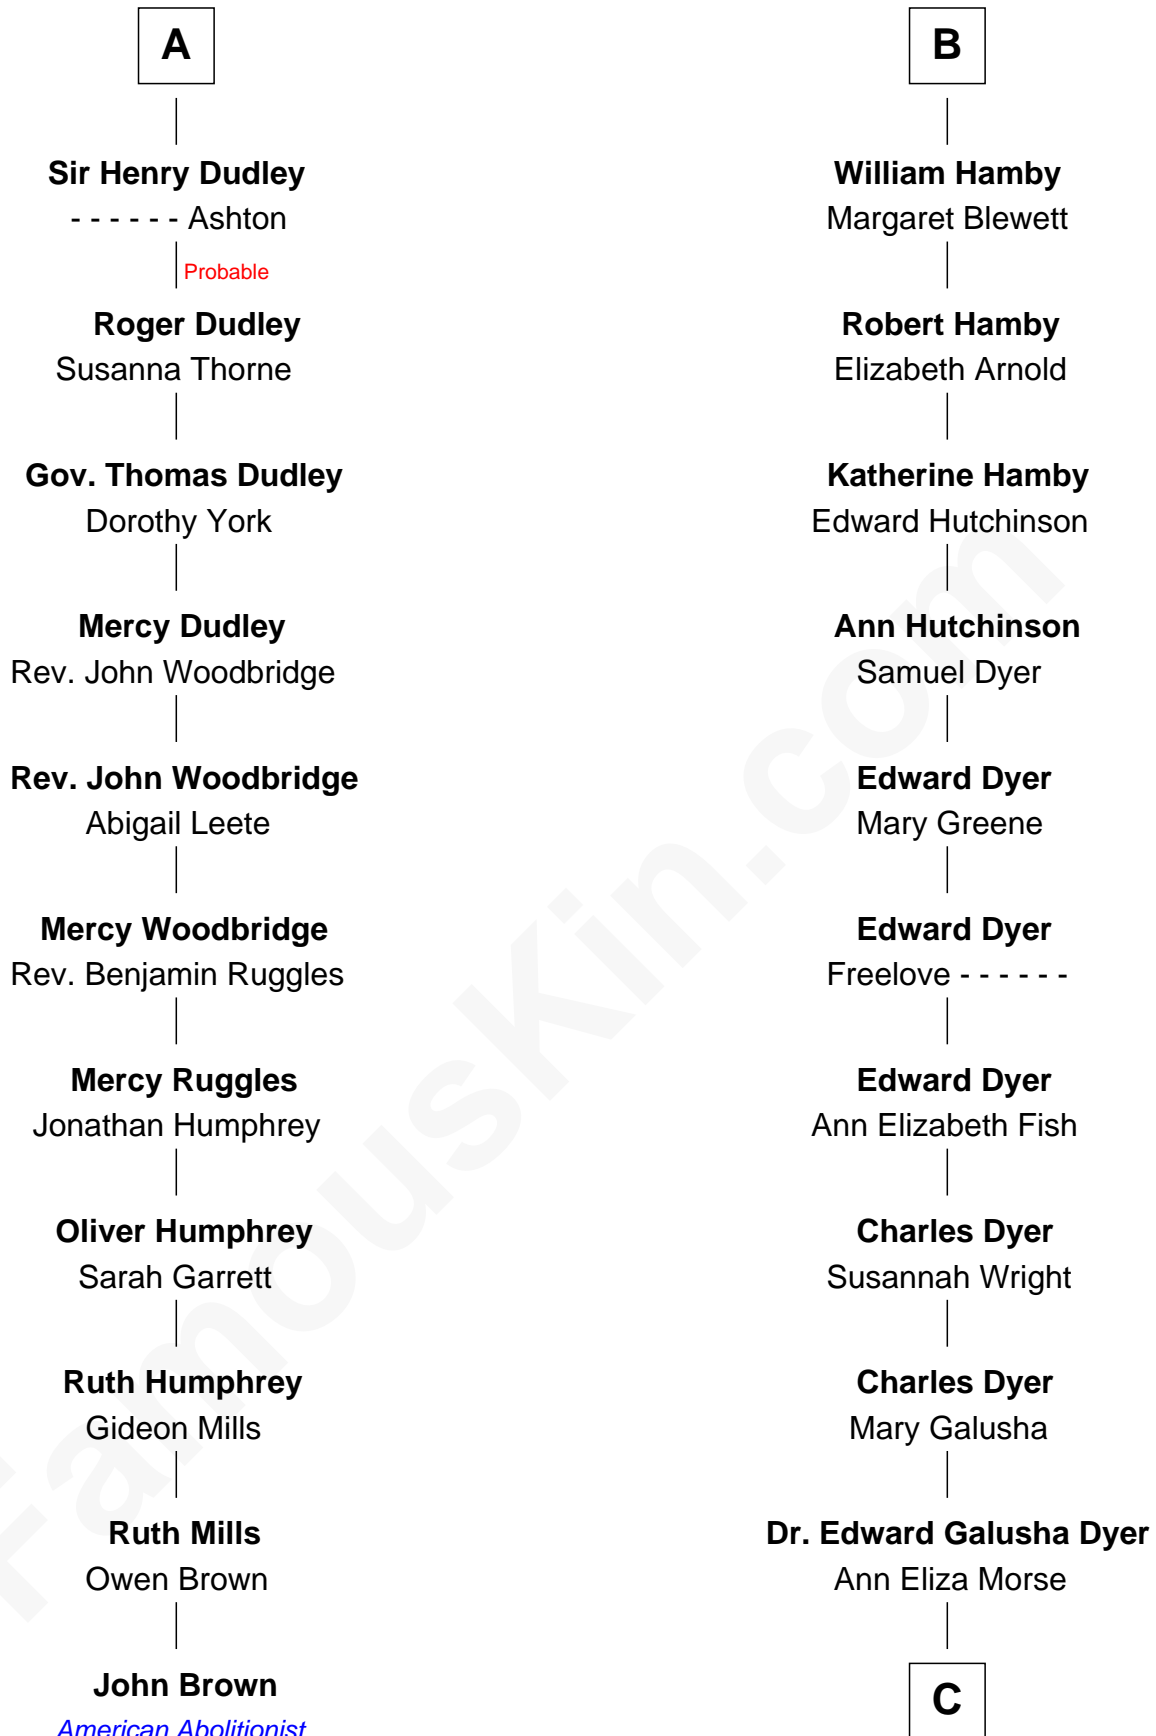 A
Sir Henry Dudley
- - - - - - Ashton
Probable
Roger Dudley
Susanna Thorne
Gov. Thomas Dudley
Dorothy York
Mercy Dudley
Rev. John Woodbridge
Rev. John Woodbridge
Abigail Leete
Mercy Woodbridge
Rev. Benjamin Ruggles
Mercy Ruggles
Jonathan Humphrey
Oliver Humphrey
Sarah Garrett
Ruth Humphrey
Gideon Mills
Ruth Mills
Owen Brown
John Brown
American Abolitionist
B
William Hamby
Margaret Blewett
Robert Hamby
Elizabeth Arnold
Katherine Hamby
Edward Hutchinson
Ann Hutchinson
Samuel Dyer
Edward Dyer
Mary Greene
Edward Dyer
Freelove - - - - - -
Edward Dyer
Ann Elizabeth Fish
Charles Dyer
Susannah Wright
Charles Dyer
Mary Galusha
Dr. Edward Galusha Dyer
Ann Eliza Morse
C
FamousKin.com